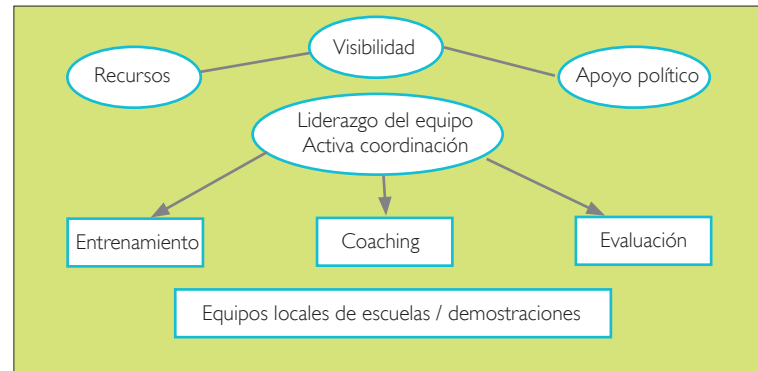 Visibilidad
Recursos
Apoyo político
Liderazgo del equipo
Activa coordinación
Entrenamiento
Coaching
Evaluación
Equipos locales de escuelas / demostraciones